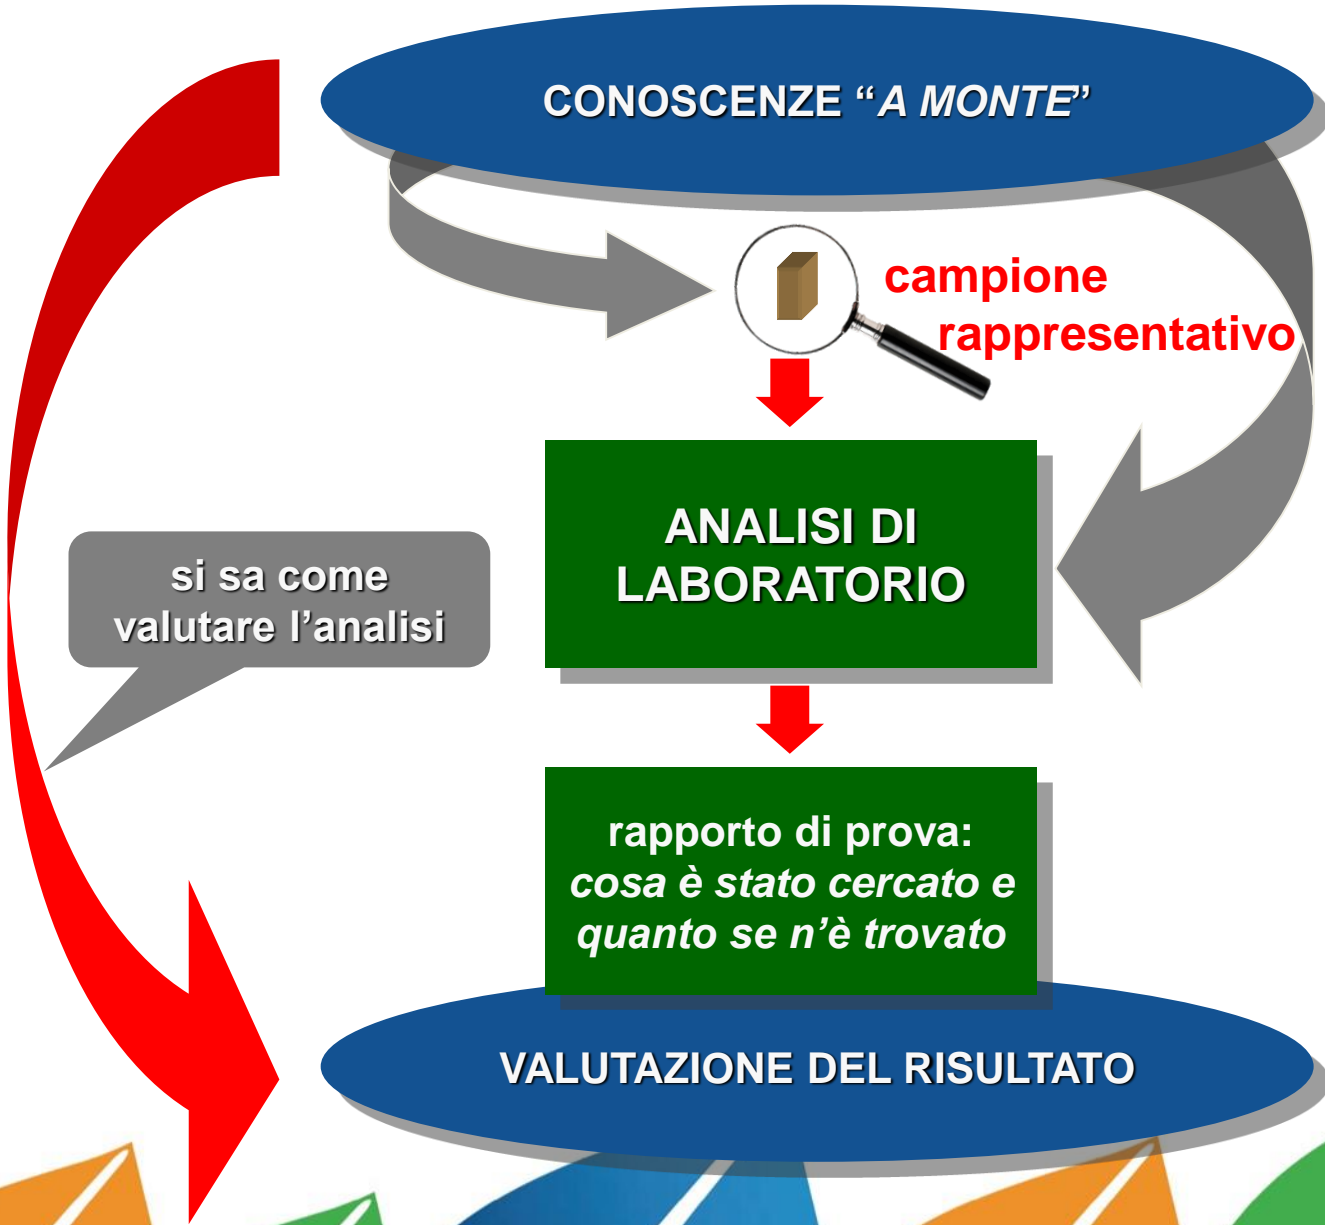 CONOSCENZE “A MONTE”
campione
rappresentativo
ANALISI DI
LABORATORIO
si sa come
valutare l’analisi
rapporto di prova:
cosa è stato cercato e
quanto se n’è trovato
VALUTAZIONE DEL RISULTATO